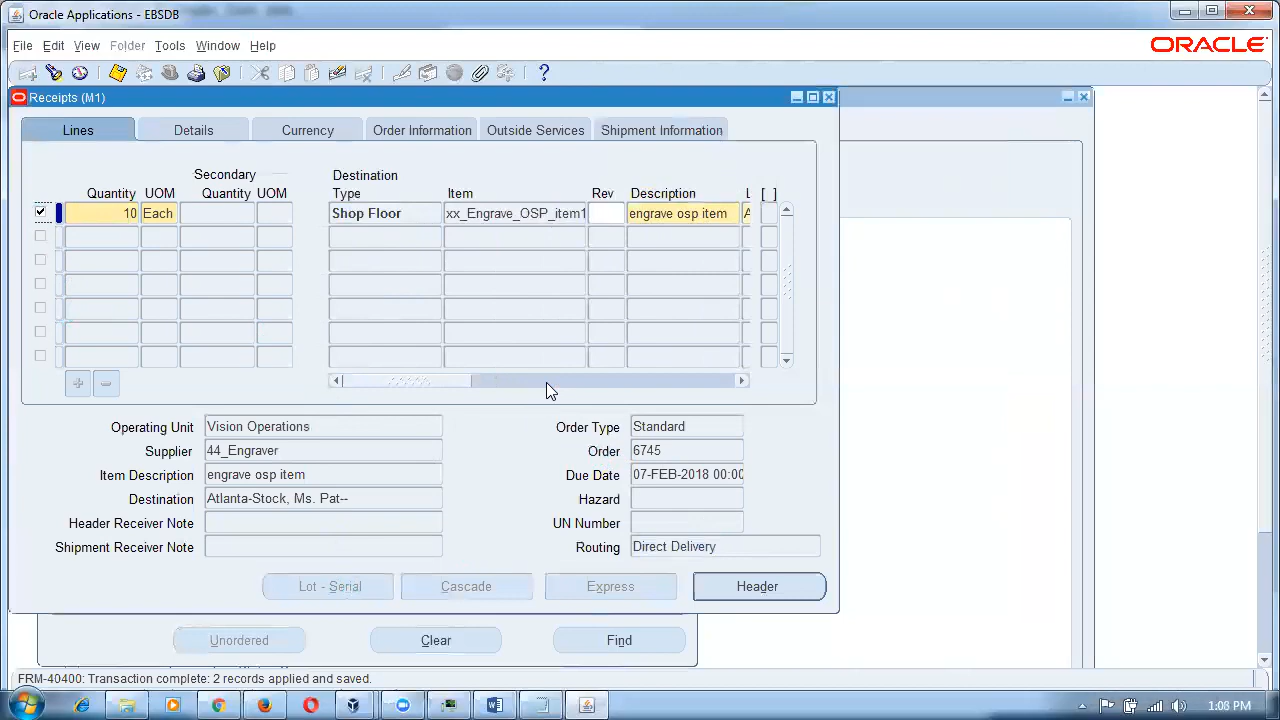 Oracle Applications - EBSDB
File Edit View Folder Tools Window Help
ORACLE
Receipts (M1)
Lines Details Currency Order Information Outside Services Shipment Information
Secondary Destination
Quantity UOM Quantity UOM Type Item Rev Description L [ ]
10 Each Shop Floor xx_Engrave_OSP_item1 engrave osp item A
Operating Unit Vision Operations Order Type Standard
Supplier 44_Engraver Order 6745
Item Description engrave osp item Due Date 07-FEB-2018 00:00
Destination Atlanta-Stock, Ms. Pat-- Hazard
Header Receiver Note UN Number
Shipment Receiver Note Routing Direct Delivery
Lot - Serial Cascade Express Header
Unordered Clear Find
FRM-40400: Transaction complete: 2 records applied and saved.
1:08 PM